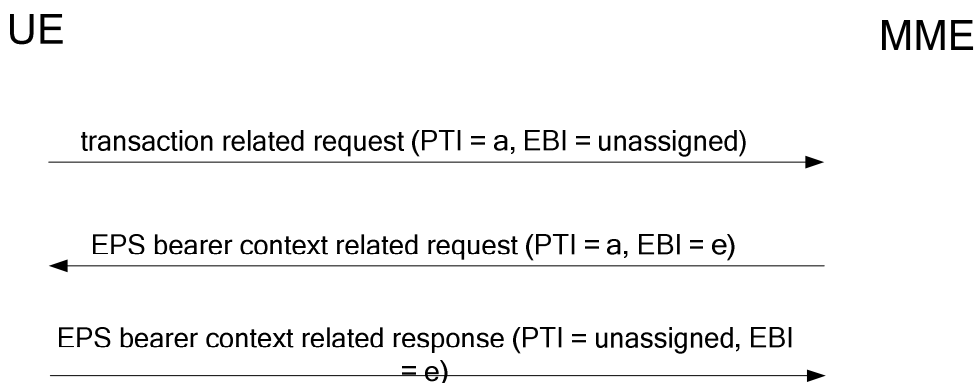 UE
MME
transaction related request (PTI = a, EBI = unassigned)
EPS bearer context related request (PTI = a, EBI = e)
EPS bearer context related response (PTI = unassigned, EBI
= e)